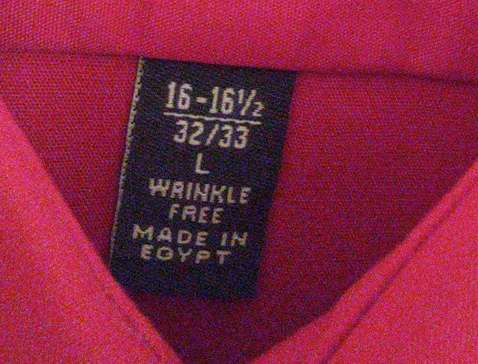 16-16½
32/33
L
WRINKLE
FREE
MADE IN
EGYPT